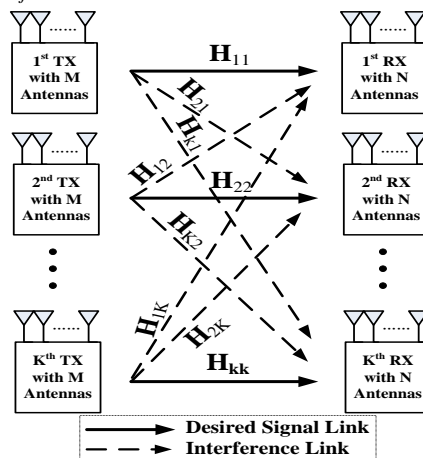 1st TX
with M
Antennas
......
H11
1st RX
with N
Antennas
......
H21
Hk1
H12
2nd TX
with M
Antennas
......
H22
2nd RX
with N
Antennas
......
HK2
H1K
H2K
Kth TX
with M
Antennas
......
Hkk
Kth RX
with N
Antennas
......
Desired Signal Link
Interference Link